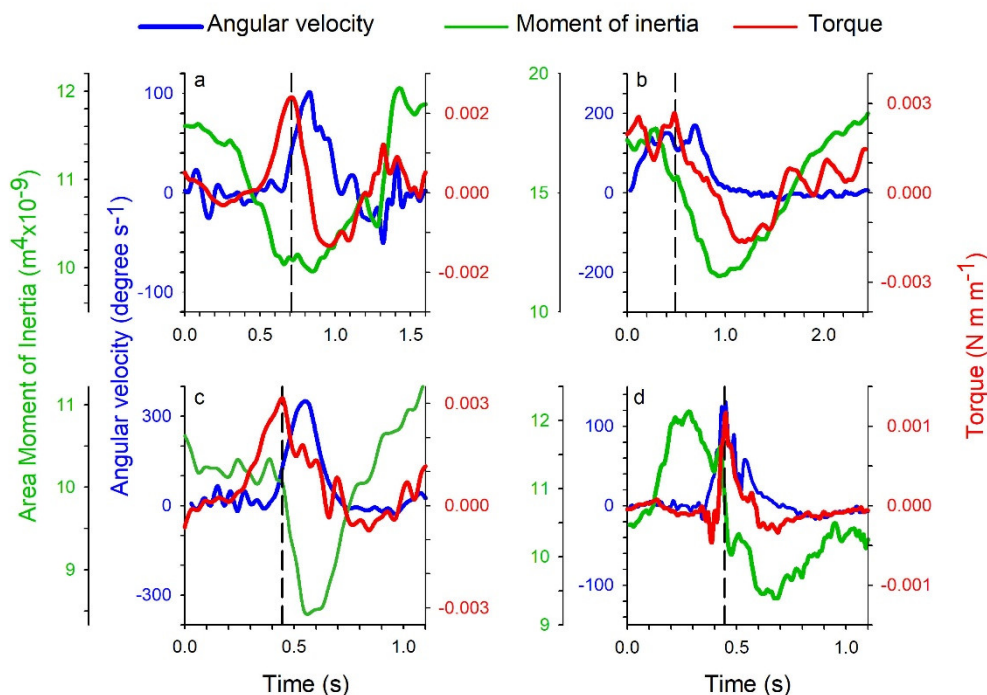 Angular velocity Moment of inertia Torque
Area Moment of Inertia (m⁴x10⁻⁹)
Angular velocity (degree s-1)
Torque (N m m⁻¹)
a
12
11
10
100
0
-100
0.002
0.000
-0.002
0.0 0.5 1.0 1.5
b
20
15
10
200
0
-200
0.003
0.000
-0.003
0.0 1.0 2.0
c
11
10
9
300
0
-300
0.003
0.000
-0.003
0.0 0.5 1.0
Time (s)
d
12
11
10
9
100
0
-100
0.001
0.000
-0.001
0.0 0.5 1.0
Time (s)